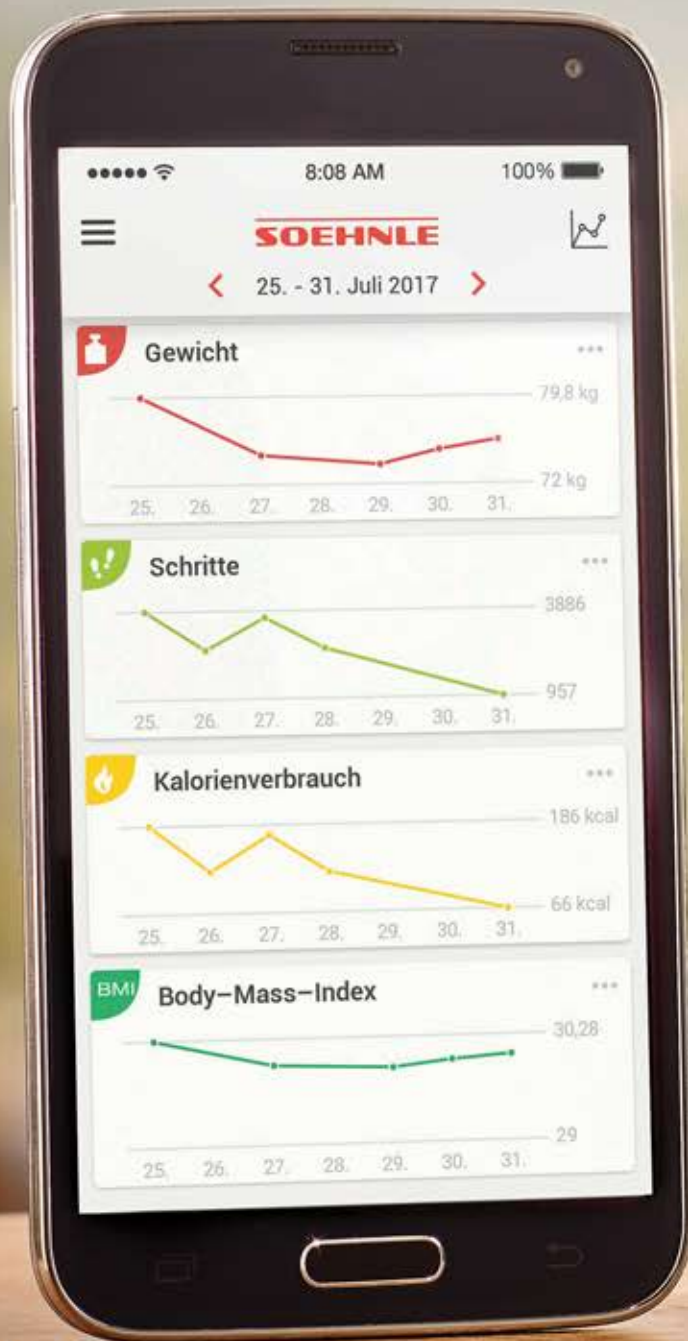 8:08 AM 100%
SOEHNLE
25. - 31. Juli 2017
Gewicht
79,8 kg
72 kg
25. 26. 27. 28. 29. 30. 31.
Schritte
3886
957
25. 26. 27. 28. 29. 30. 31.
Kalorienverbrauch
186 kcal
66 kcal
25. 26. 27. 28. 29. 30. 31.
BMI Body–Mass–Index
30,28
29
25. 26. 27. 28. 29. 30. 31.